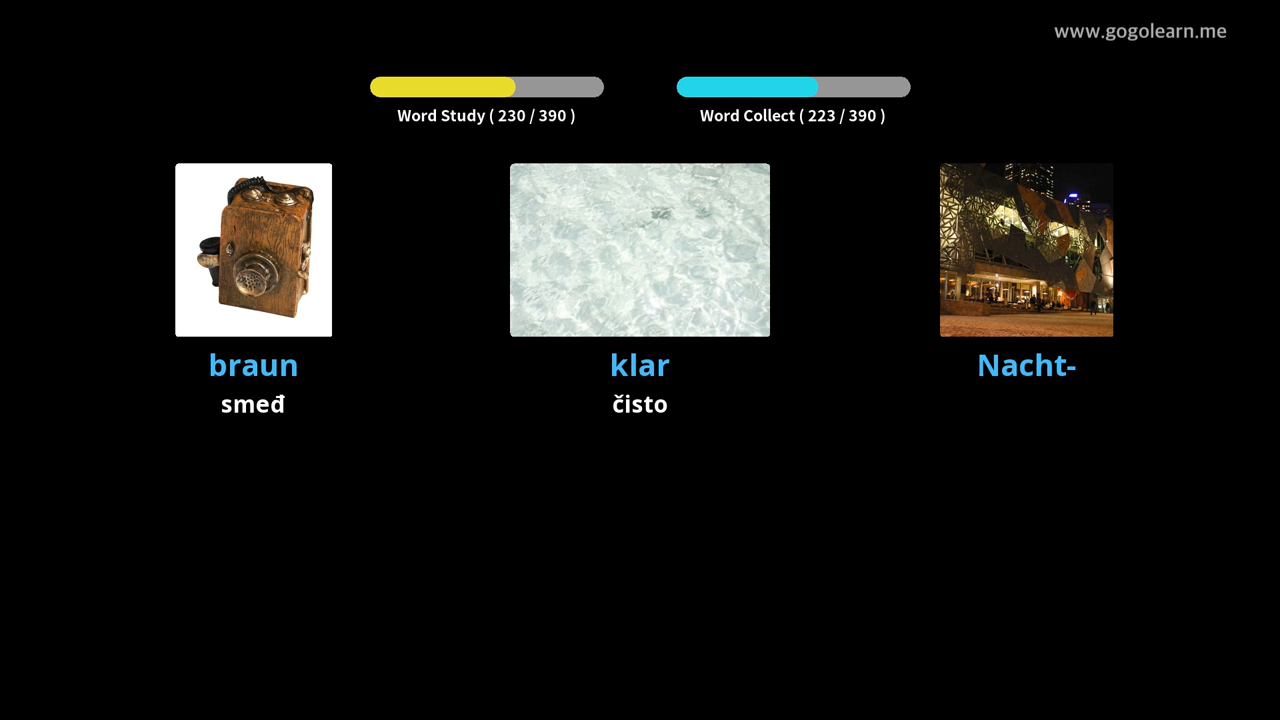 www.gogolearn.me
Word Study ( 230 / 390 )
Word Collect ( 223 / 390 )
braun
klar
Nacht-
smeđ
čisto